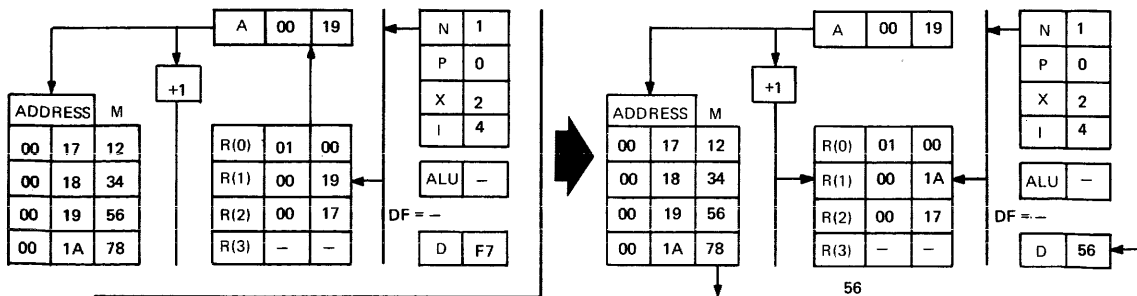 A 00 19
N 1
P 0
X 2
I 4
+1
ADDRESS M
00 17 12
00 18 34
00 19 56
00 1A 78
R(0) 01 00
R(1) 00 19
R(2) 00 17
R(3) – –
ALU –
DF = –
D F7
A 00 19
N 1
P 0
X 2
I 4
+1
ADDRESS M
00 17 12
00 18 34
00 19 56
00 1A 78
R(0) 01 00
R(1) 00 1A
R(2) 00 17
R(3) – –
ALU –
DF = –
D 56
56